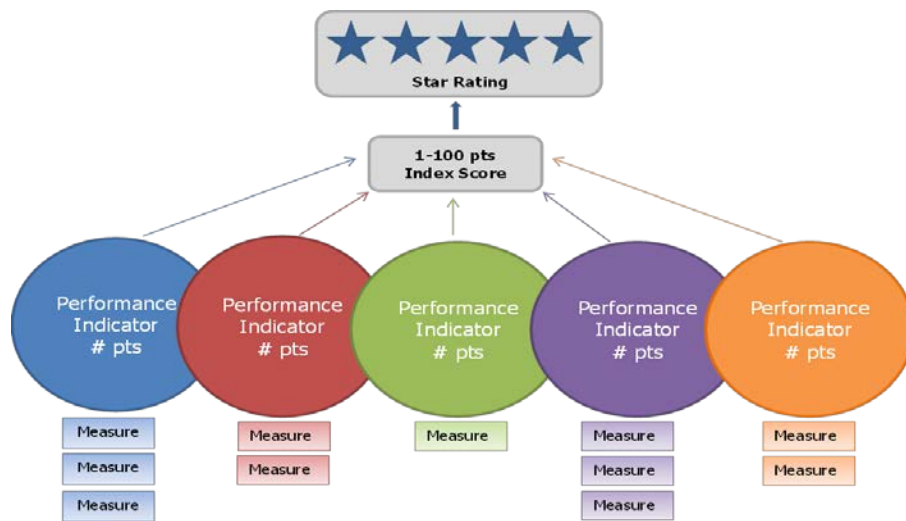 Star Rating
1-100 pts
Index Score
Performance
Indicator
# pts
Performance
Indicator
# pts
Performance
Indicator
# pts
Performance
Indicator
# pts
Performance
Indicator
# pts
Measure
Measure
Measure
Measure
Measure
Measure
Measure
Measure
Measure
Measure
Measure